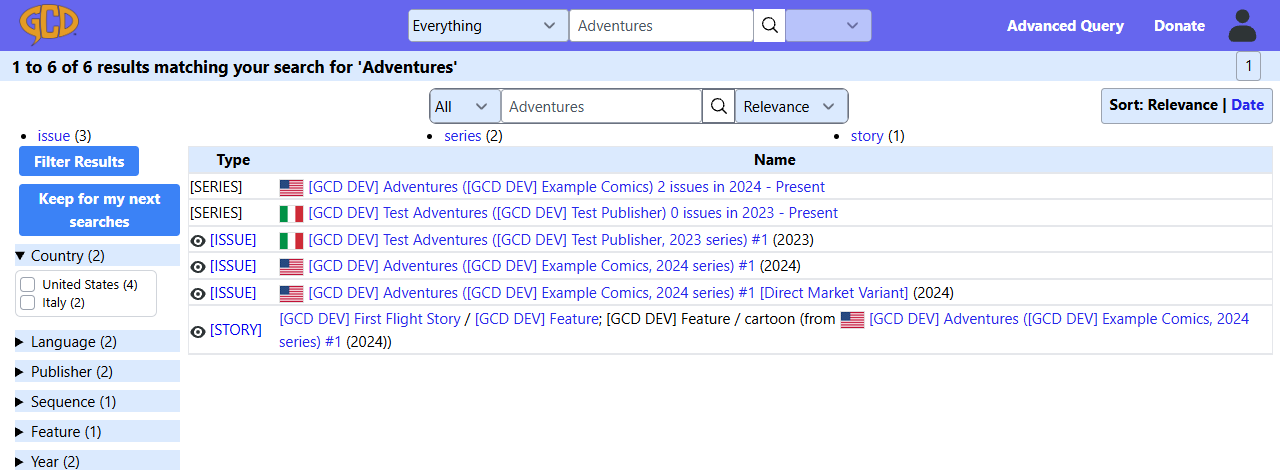 GCD
Everything Adventures Advanced Query Donate
1 to 6 of 6 results matching your search for 'Adventures' 1
All Adventures Relevance Sort: Relevance | Date
issue (3) series (2) story (1)
Filter Results
Keep for my next
searches
Country (2)
United States (4)
Italy (2)
Language (2)
Publisher (2)
Sequence (1)
Feature (1)
Year (2)
Type Name
[SERIES] [GCD DEV] Adventures ([GCD DEV] Example Comics) 2 issues in 2024 - Present
[SERIES] [GCD DEV] Test Adventures ([GCD DEV] Test Publisher) 0 issues in 2023 - Present
[ISSUE] [GCD DEV] Test Adventures ([GCD DEV] Test Publisher, 2023 series) #1 (2023)
[ISSUE] [GCD DEV] Adventures ([GCD DEV] Example Comics, 2024 series) #1 (2024)
[ISSUE] [GCD DEV] Adventures ([GCD DEV] Example Comics, 2024 series) #1 [Direct Market Variant] (2024)
[STORY] [GCD DEV] First Flight Story / [GCD DEV] Feature; [GCD DEV] Feature / cartoon (from [GCD DEV] Adventures ([GCD DEV] Example Comics, 2024
series) #1 (2024))